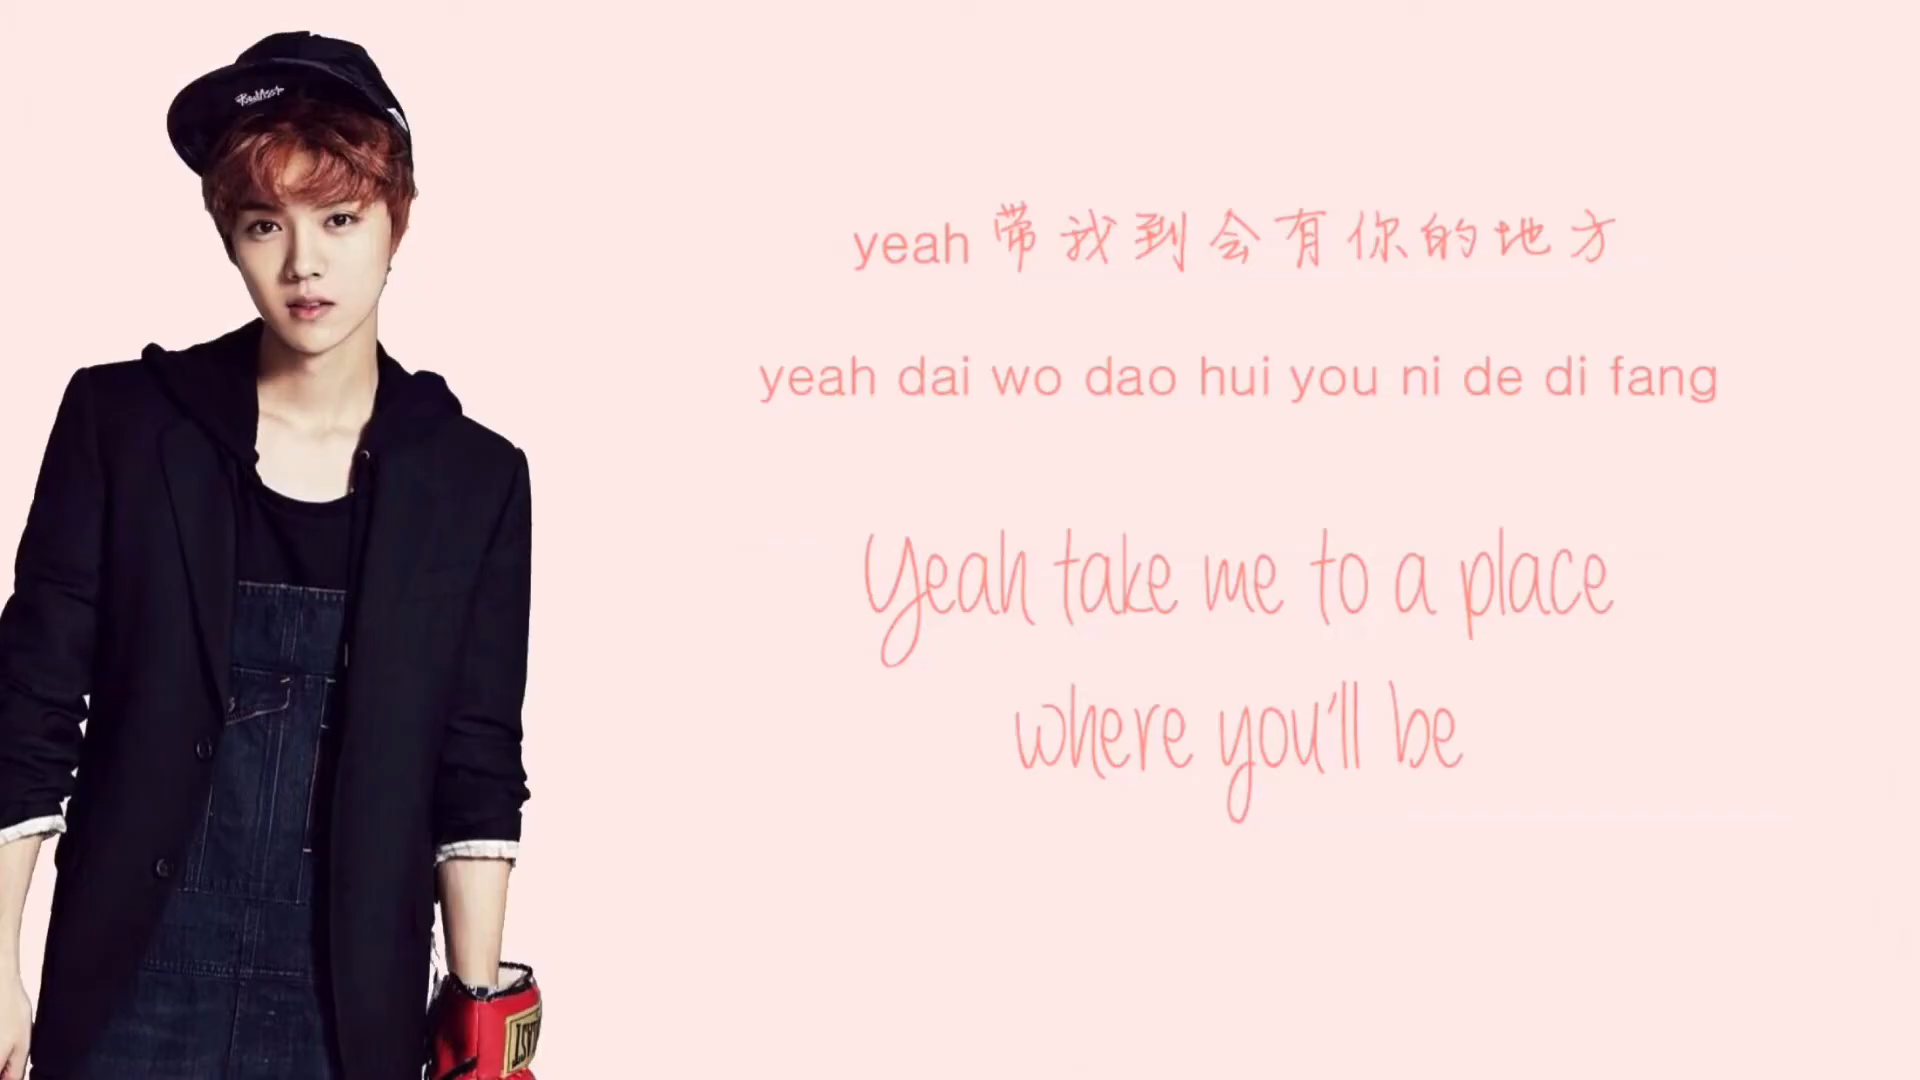 yeah 带我到会有你的地方
yeah dai wo dao hui you ni de di fang
Yeah take me to a place
where you'll be